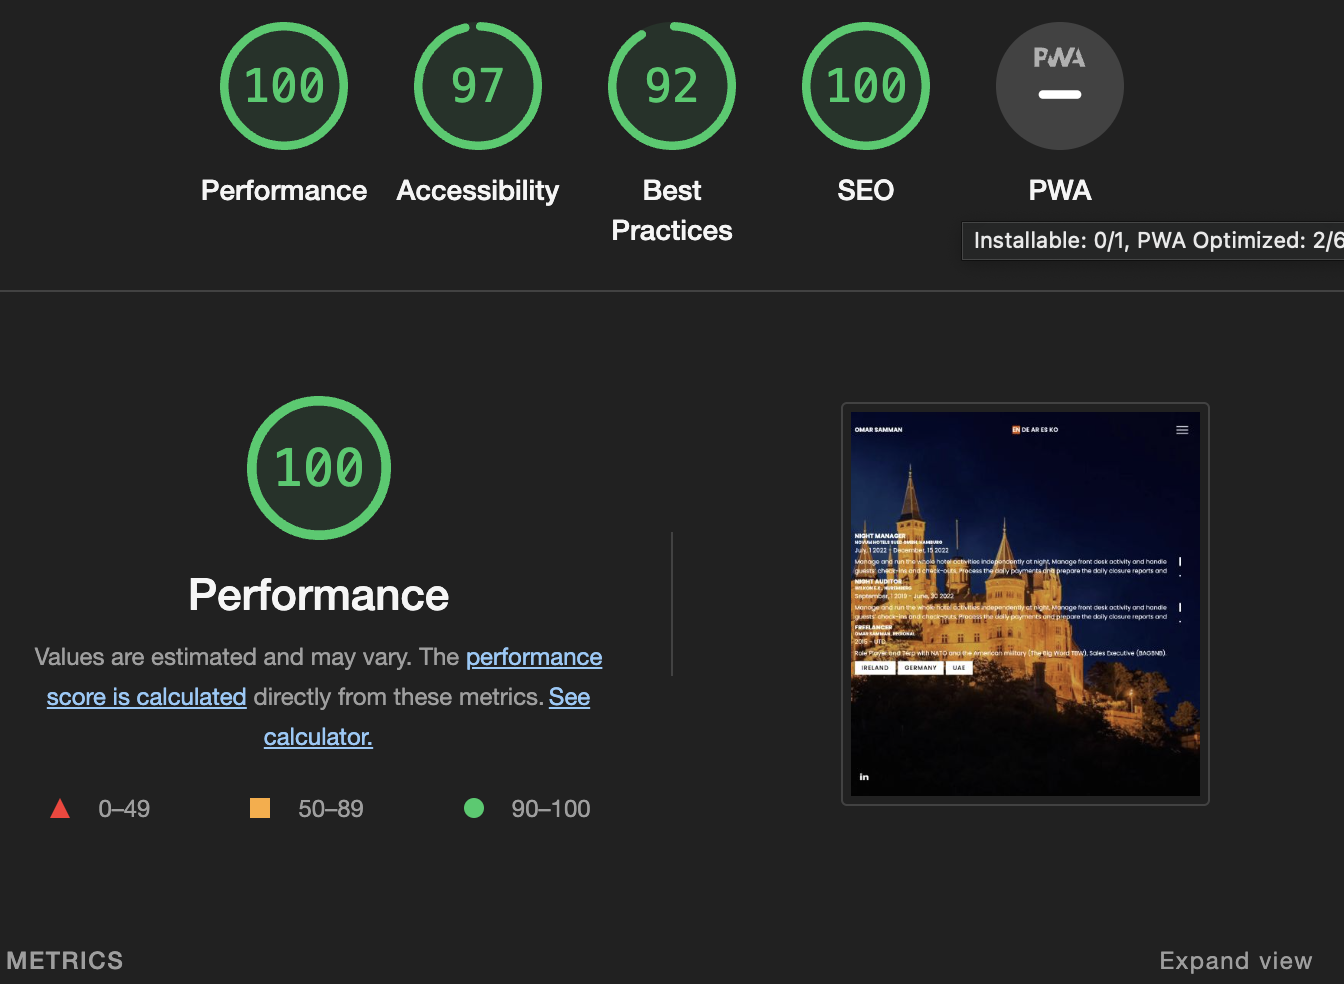 100
97
92
100
PWA
Performance
Accessibility
Best
Practices
SEO
PWA
Installable: 0/1, PWA Optimized: 2/6
100
Performance
Values are estimated and may vary. The performance
score is calculated directly from these metrics. See
calculator.
0–49
50–89
90–100
OMAR SAMMAN
EN DE AR ES KO
NIGHT MANAGER
July, 1 2022 - December, 15 2022
Manage and run the whole hotel activities independently at night, Manage front desk activity and handle
guests' check-ins and check-outs. Process the daily payments and prepare the daily closure reports and
NIGHT AUDITOR
September, 1 2019 - June, 30 2022
Manage and run the whole hotel activities independently at night, Manage front desk activity and handle
guests' check-ins and check-outs. Process the daily payments and prepare the daily closure reports and
FREELANCER
OMAR SAMMAN, REGIONAL
Role Player and Terp with NATO and the American military (The Big Word TBW), Sales Executive (BAGBNB).
IRELAND
GERMANY
UAE
in
METRICS
Expand view